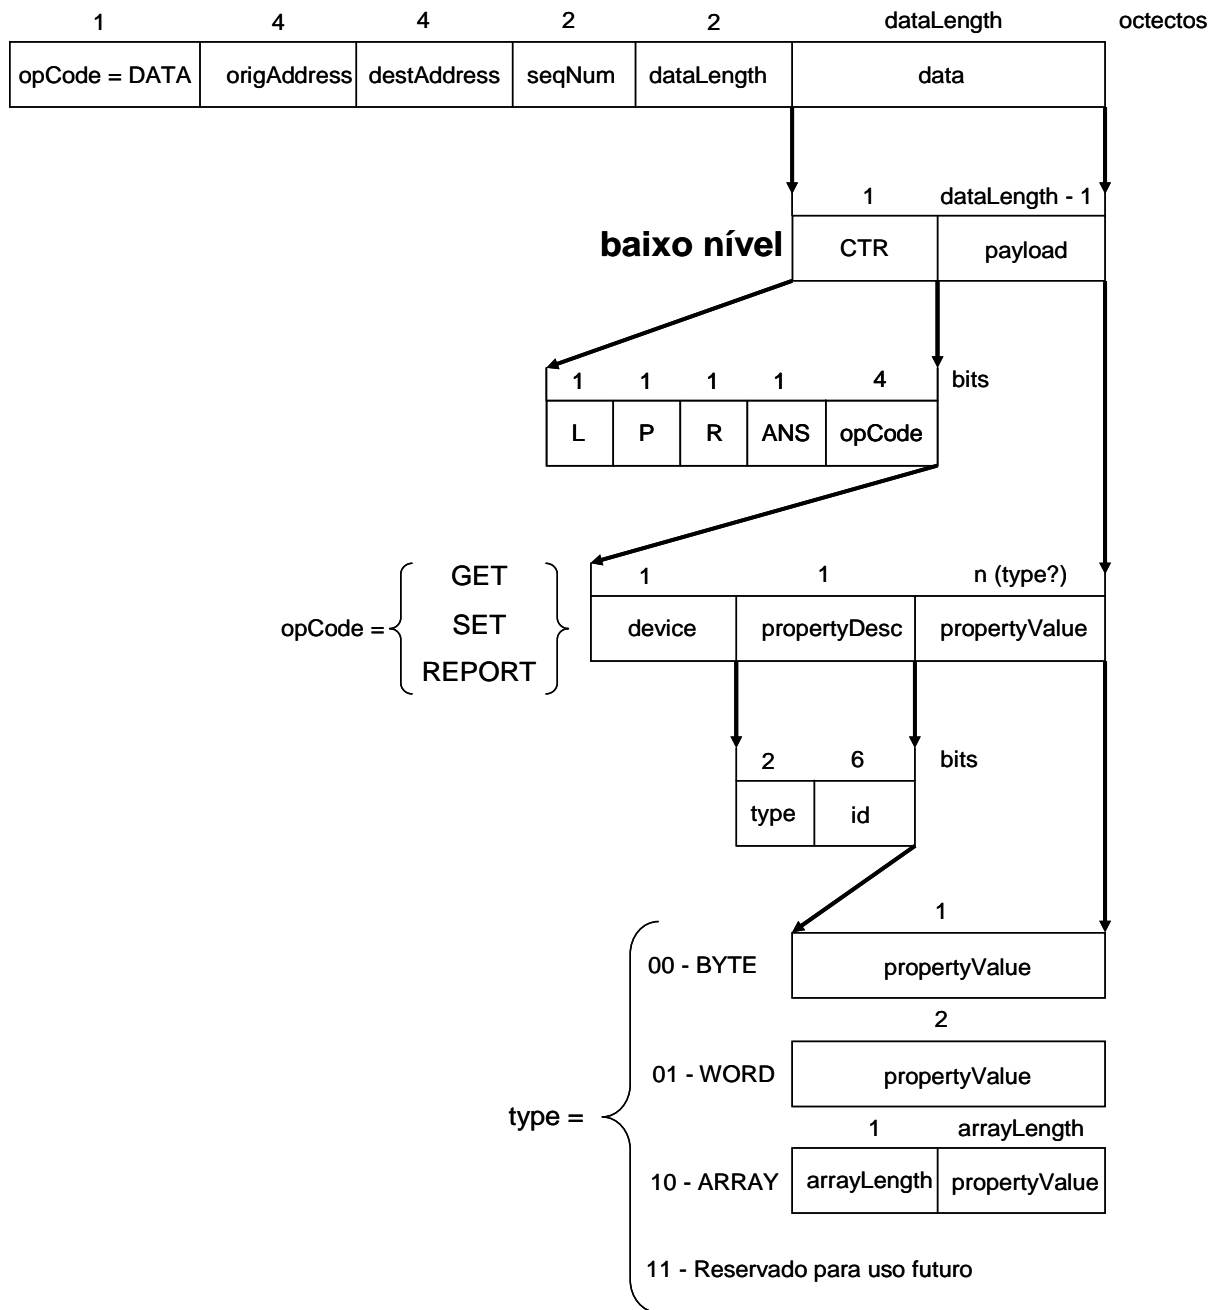 1 4 4 2 2 dataLength octectos
opCode = DATA origAddress destAddress seqNum dataLength data
1 dataLength - 1
baixo nível CTR payload
1 1 1 1 4 bits
L P R ANS opCode
1 1 n (type?)
GET
device propertyDesc propertyValue
opCode = SET
REPORT
2 6 bits
type id
1
00 - BYTE propertyValue
2
01 - WORD propertyValue
type =
1 arrayLength
10 - ARRAY arrayLength propertyValue
11 - Reservado para uso futuro